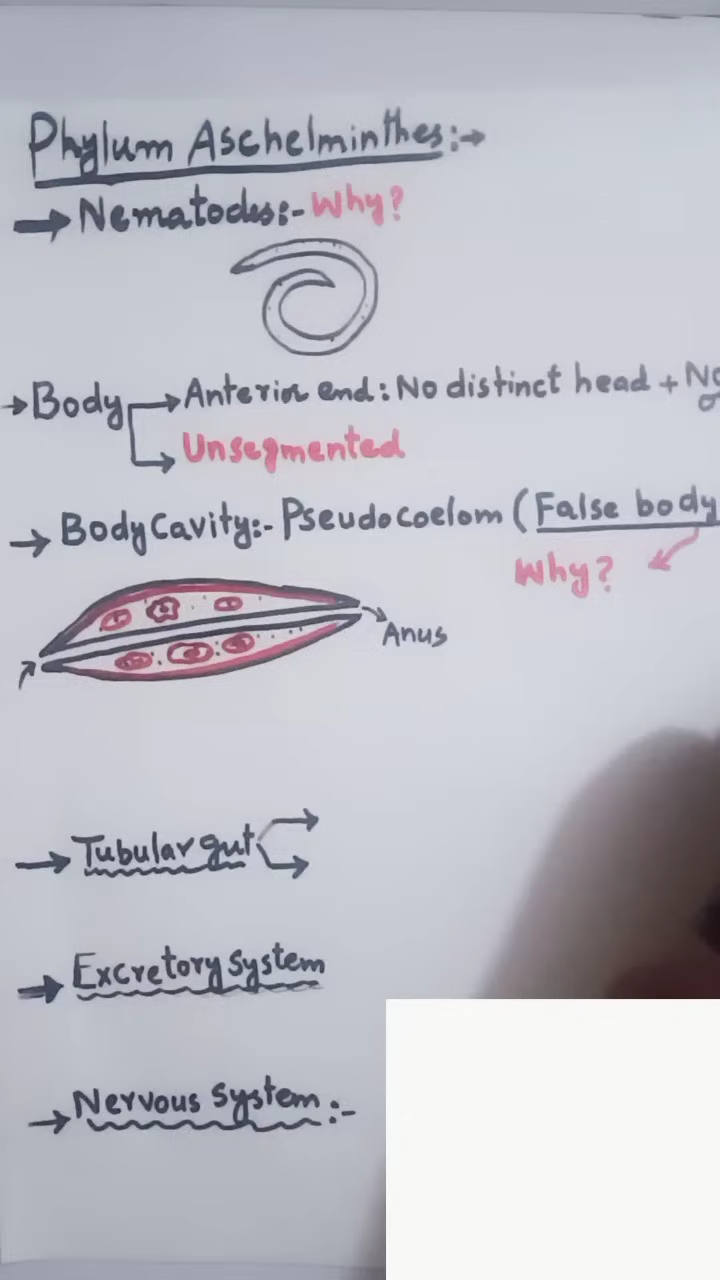 Phylum Aschelminthes:→
→ Nematodes:- Why?
→ Body → Anterior end: No distinct head + No
→ Unsegmented
→ Body Cavity:- Pseudocoelom (False body
Why?
Anus
→ Tubular gut
→ Excretory system
→ Nervous system:-